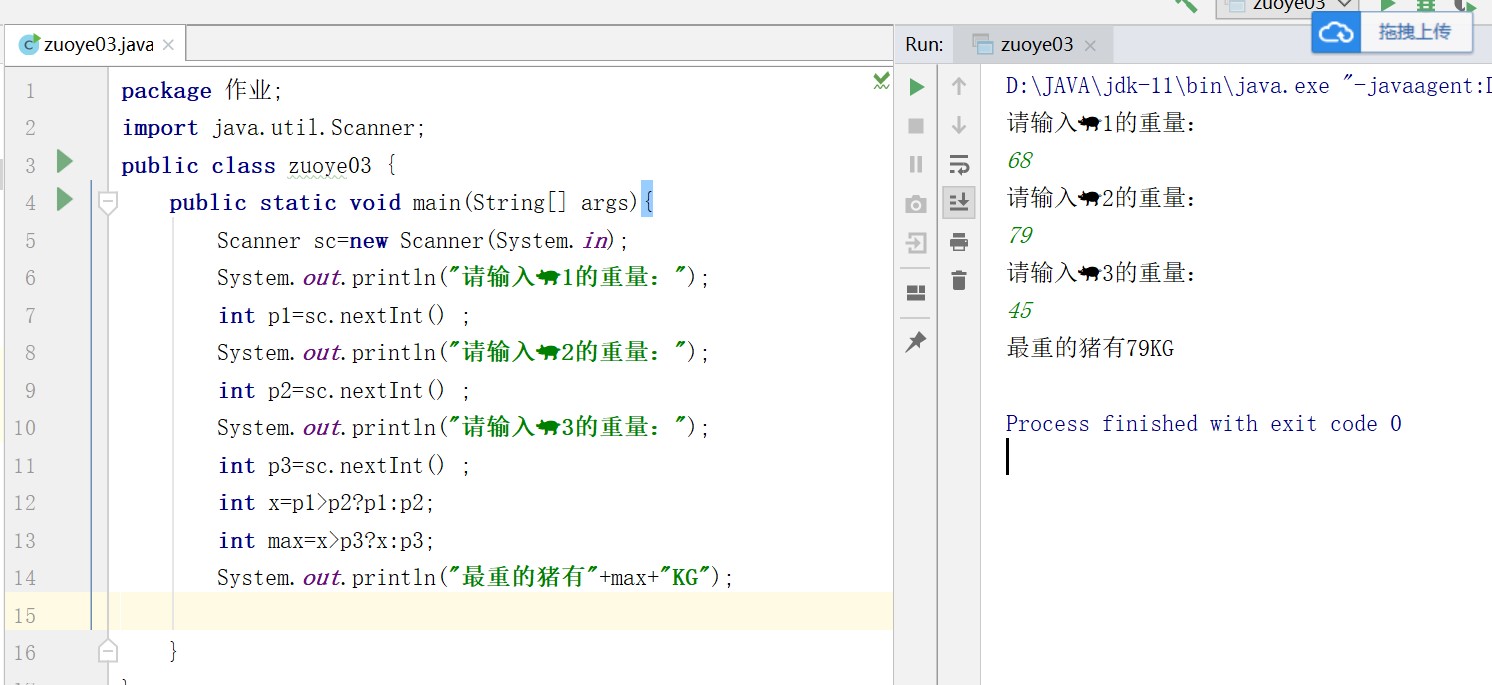 zuoye03
zuoye03.java
Run:
zuoye03
拖拽上传
1 package 作业;
2 import java.util.Scanner;
3 public class zuoye03 {
4 public static void main(String[] args){
5 Scanner sc=new Scanner(System.in);
6 System.out.println("请输入🐖1的重量：");
7 int p1=sc.nextInt() ;
8 System.out.println("请输入🐖2的重量：");
9 int p2=sc.nextInt() ;
10 System.out.println("请输入🐖3的重量：");
11 int p3=sc.nextInt() ;
12 int x=p1>p2?p1:p2;
13 int max=x>p3?x:p3;
14 System.out.println("最重的猪有"+max+"KG");
15
16 }
D:\JAVA\jdk-11\bin\java.exe "-javaagent:
请输入🐖1的重量：
68
请输入🐖2的重量：
79
请输入🐖3的重量：
45
最重的猪有79KG
Process finished with exit code 0